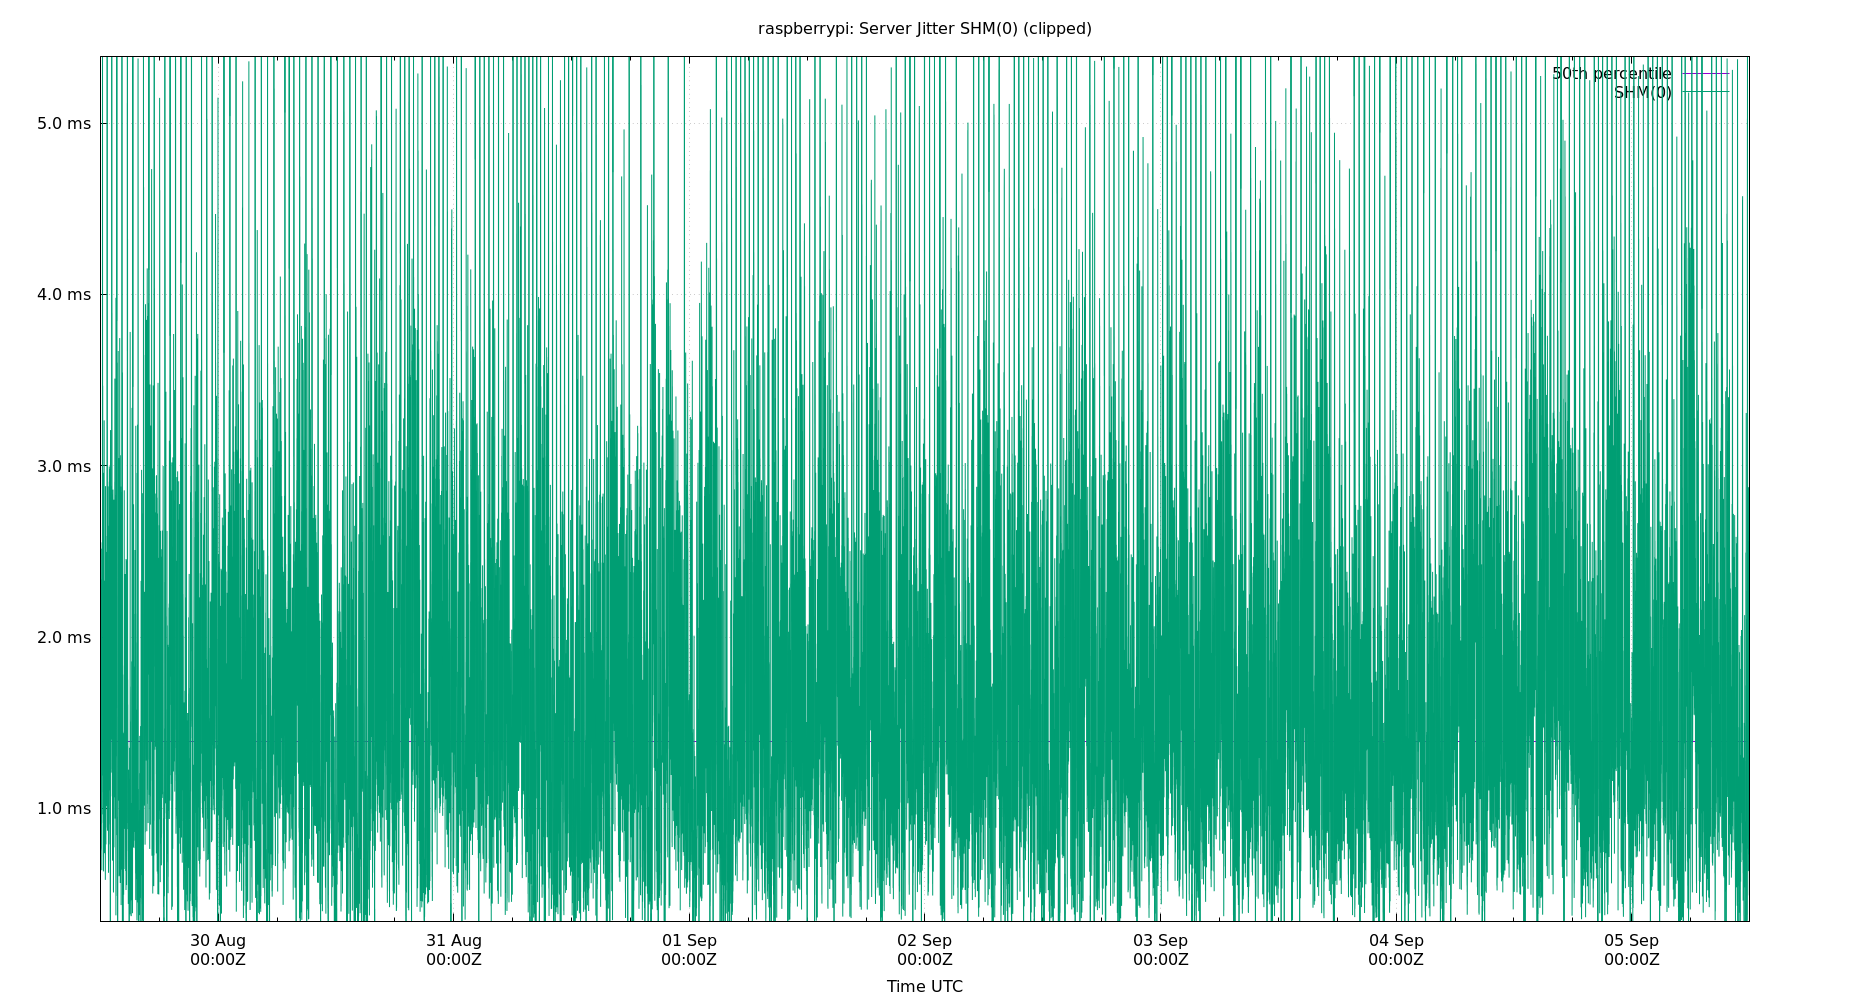 raspberrypi: Server Jitter SHM(0) (clipped)
50th percentile
SHM(0)
5.0 ms
4.0 ms
3.0 ms
2.0 ms
1.0 ms
30 Aug 31 Aug 01 Sep 02 Sep 03 Sep 04 Sep 05 Sep
00:00Z 00:00Z 00:00Z 00:00Z 00:00Z 00:00Z 00:00Z
Time UTC